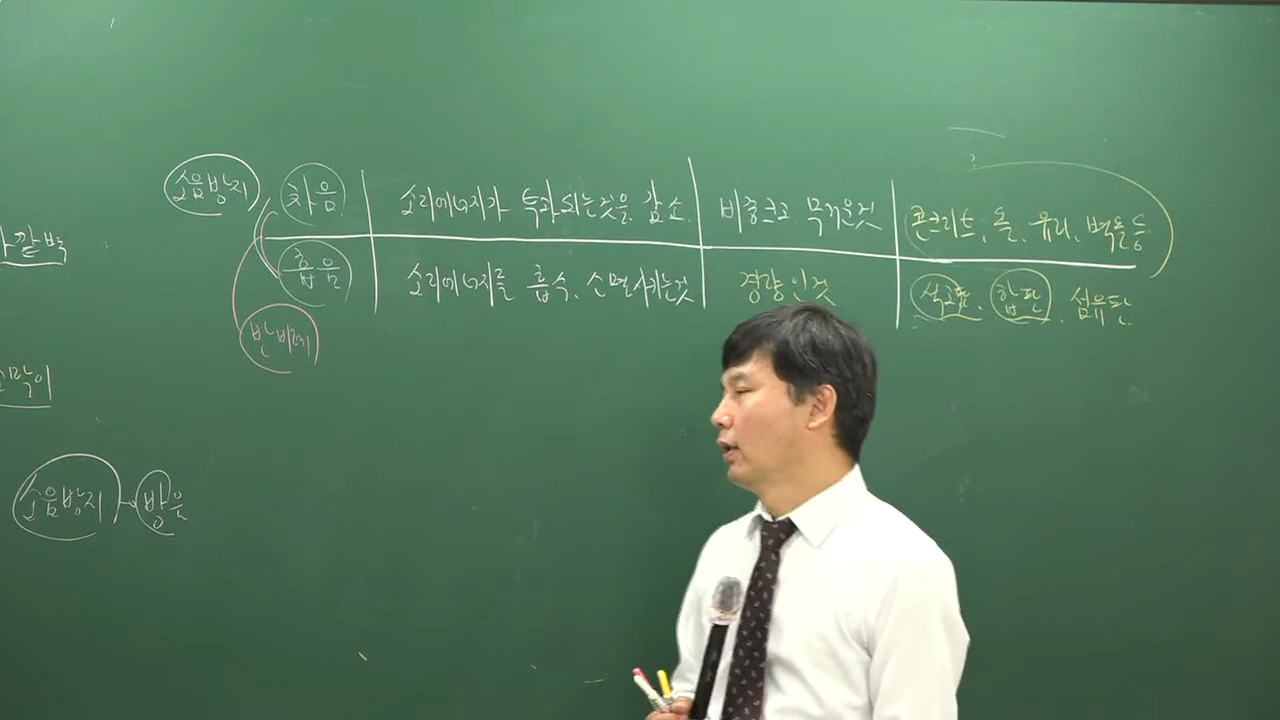 소음방지 차음 소리에너지가 투과되는것을 감소 비중크고 무거운것 콘크리트, 돌, 유리, 벽돌 등
흡음 소리에너지를 흡수, 소멸시키는것 경량인것 석고판, 합판, 섬유판
반비례
소음방지 → 방음